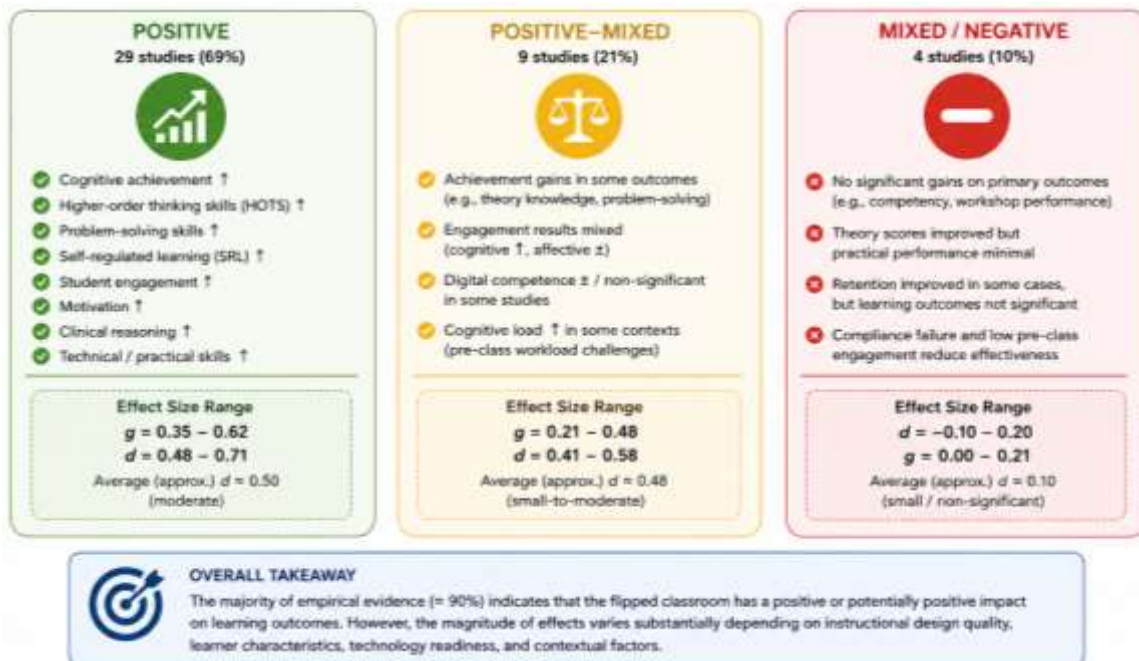 POSITIVE
29 studies (69%)
Cognitive achievement ↑
Higher-order thinking skills (HOTS) ↑
Problem-solving skills ↑
Self-regulated learning (SRL) ↑
Student engagement ↑
Motivation ↑
Clinical reasoning ↑
Technical / practical skills ↑
Effect Size Range
g = 0.35 – 0.62
d = 0.48 – 0.71
Average (approx.) d = 0.50
(moderate)
POSITIVE–MIXED
9 studies (21%)
Achievement gains in some outcomes
(e.g., theory knowledge, problem-solving)
Engagement results mixed
(cognitive ↑, affective ±)
Digital competence ± / non-significant
in some studies
Cognitive load ↑ in some contexts
(pre-class workload challenges)
Effect Size Range
g = 0.21 – 0.48
d = 0.41 – 0.58
Average (approx.) d = 0.48
(small-to-moderate)
MIXED / NEGATIVE
4 studies (10%)
No significant gains on primary outcomes
(e.g., competency, workshop performance)
Theory scores improved but
practical performance minimal
Retention improved in some cases,
but learning outcomes not significant
Compliance failure and low pre-class
engagement reduce effectiveness
Effect Size Range
d = –0.10 – 0.20
g = 0.00 – 0.21
Average (approx.) d = 0.10
(small / non-significant)
OVERALL TAKEAWAY
The majority of empirical evidence (≈ 90%) indicates that the flipped classroom has a positive or potentially positive impact
on learning outcomes. However, the magnitude of effects varies substantially depending on instructional design quality,
learner characteristics, technology readiness, and contextual factors.